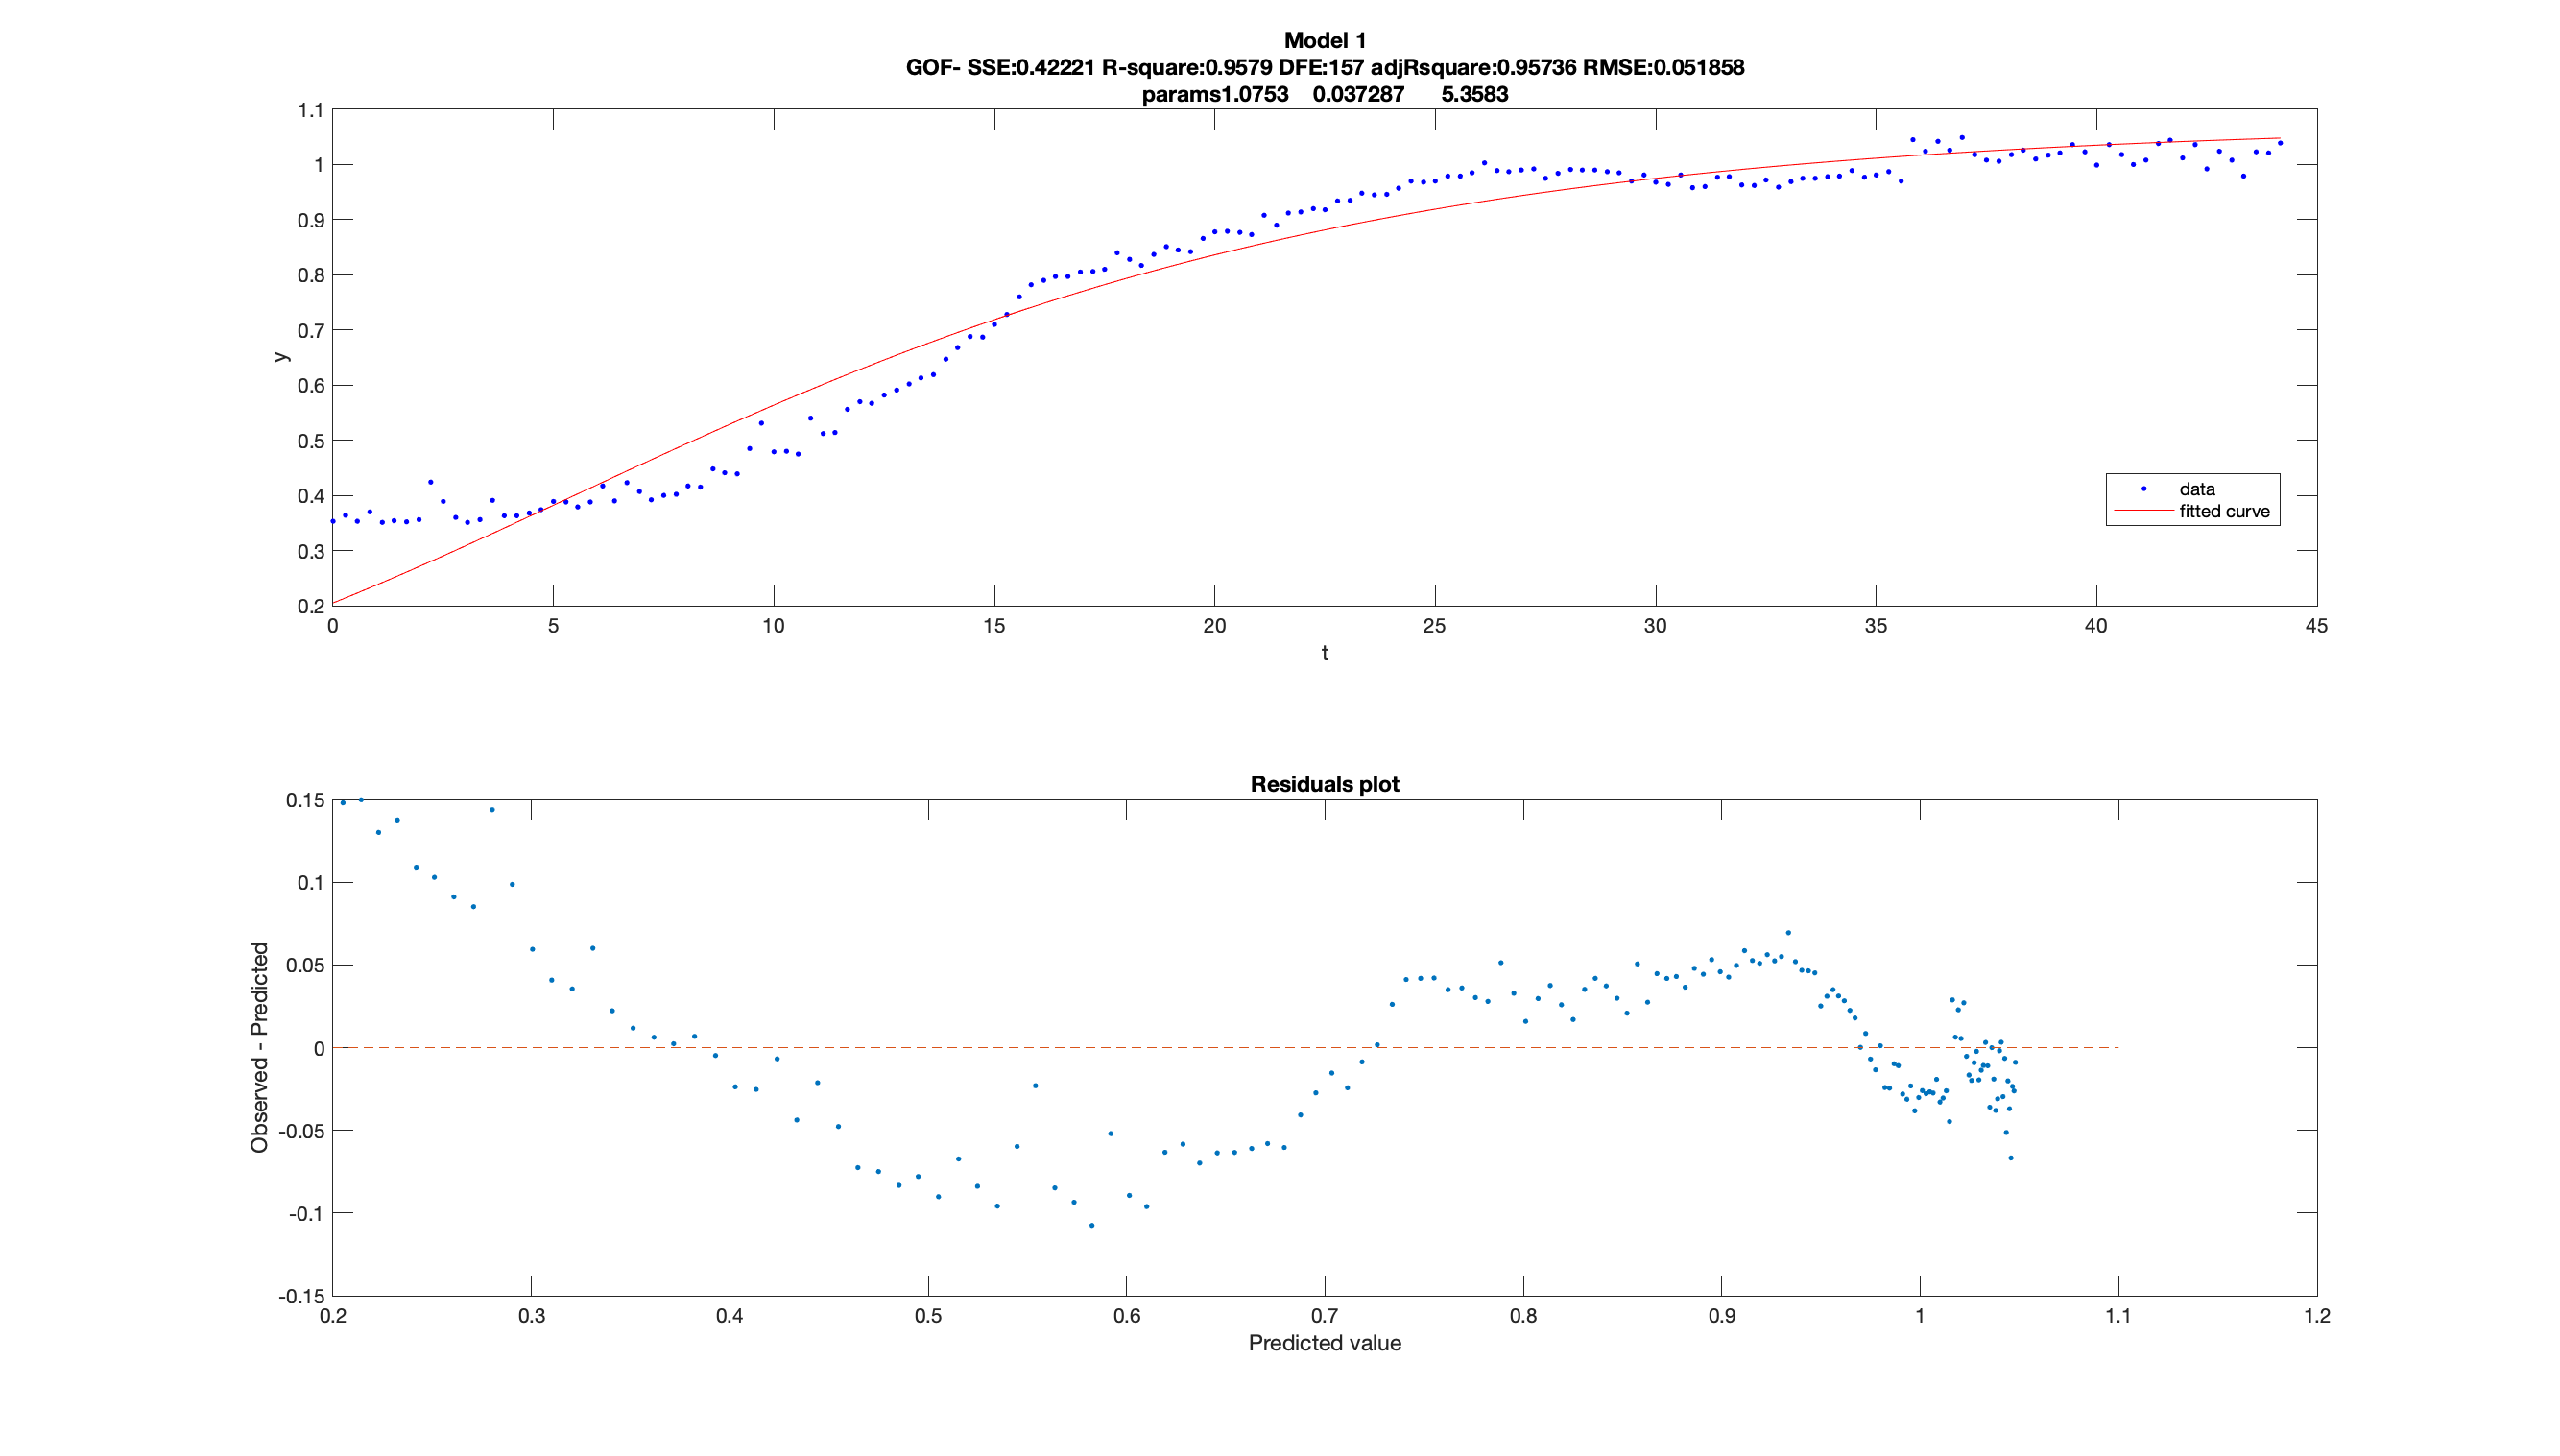 Model 1
GOF- SSE:0.42221 R-square:0.9579 DFE:157 adjRsquare:0.95736 RMSE:0.051858
params1.0753 0.037287 5.3583
1.1
1
0.9
0.8
0.7
0.6
0.5
0.4
0.3
0.2
y
data
fitted curve
0 5 10 15 20 25 30 35 40 45
t
Residuals plot
0.15
0.1
0.05
0
-0.05
-0.1
-0.15
Observed - Predicted
0.2 0.3 0.4 0.5 0.6 0.7 0.8 0.9 1 1.1 1.2
Predicted value